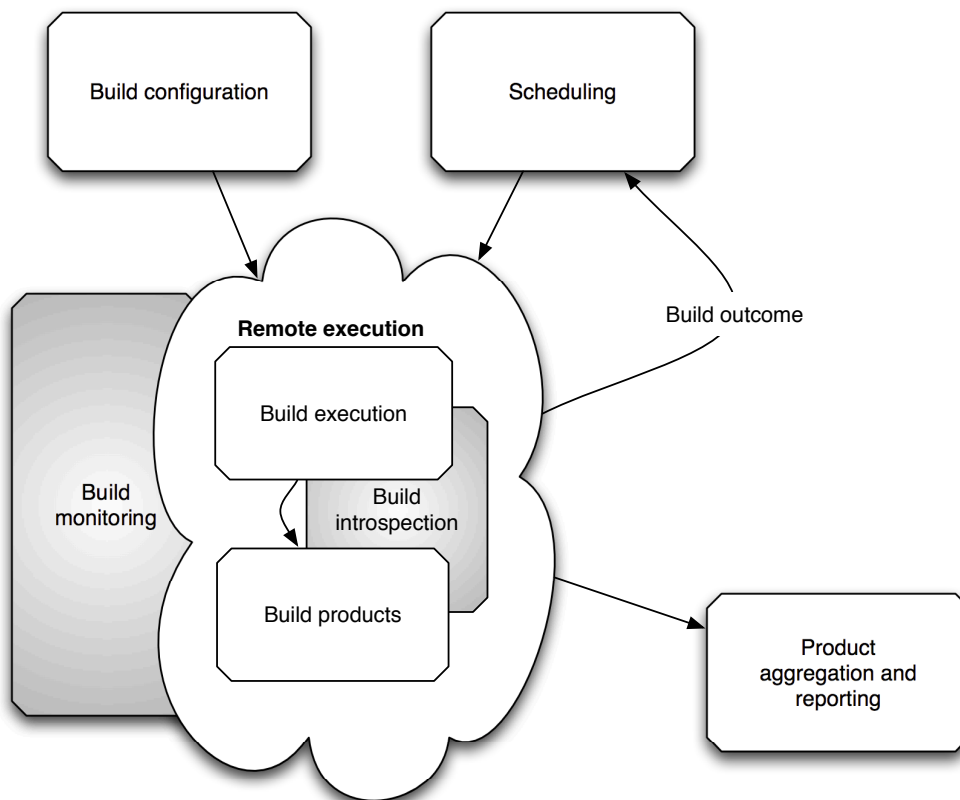 Build configuration
Scheduling
Build outcome
Remote execution
Build execution
Build
monitoring
Build
introspection
Build products
Product
aggregation and
reporting